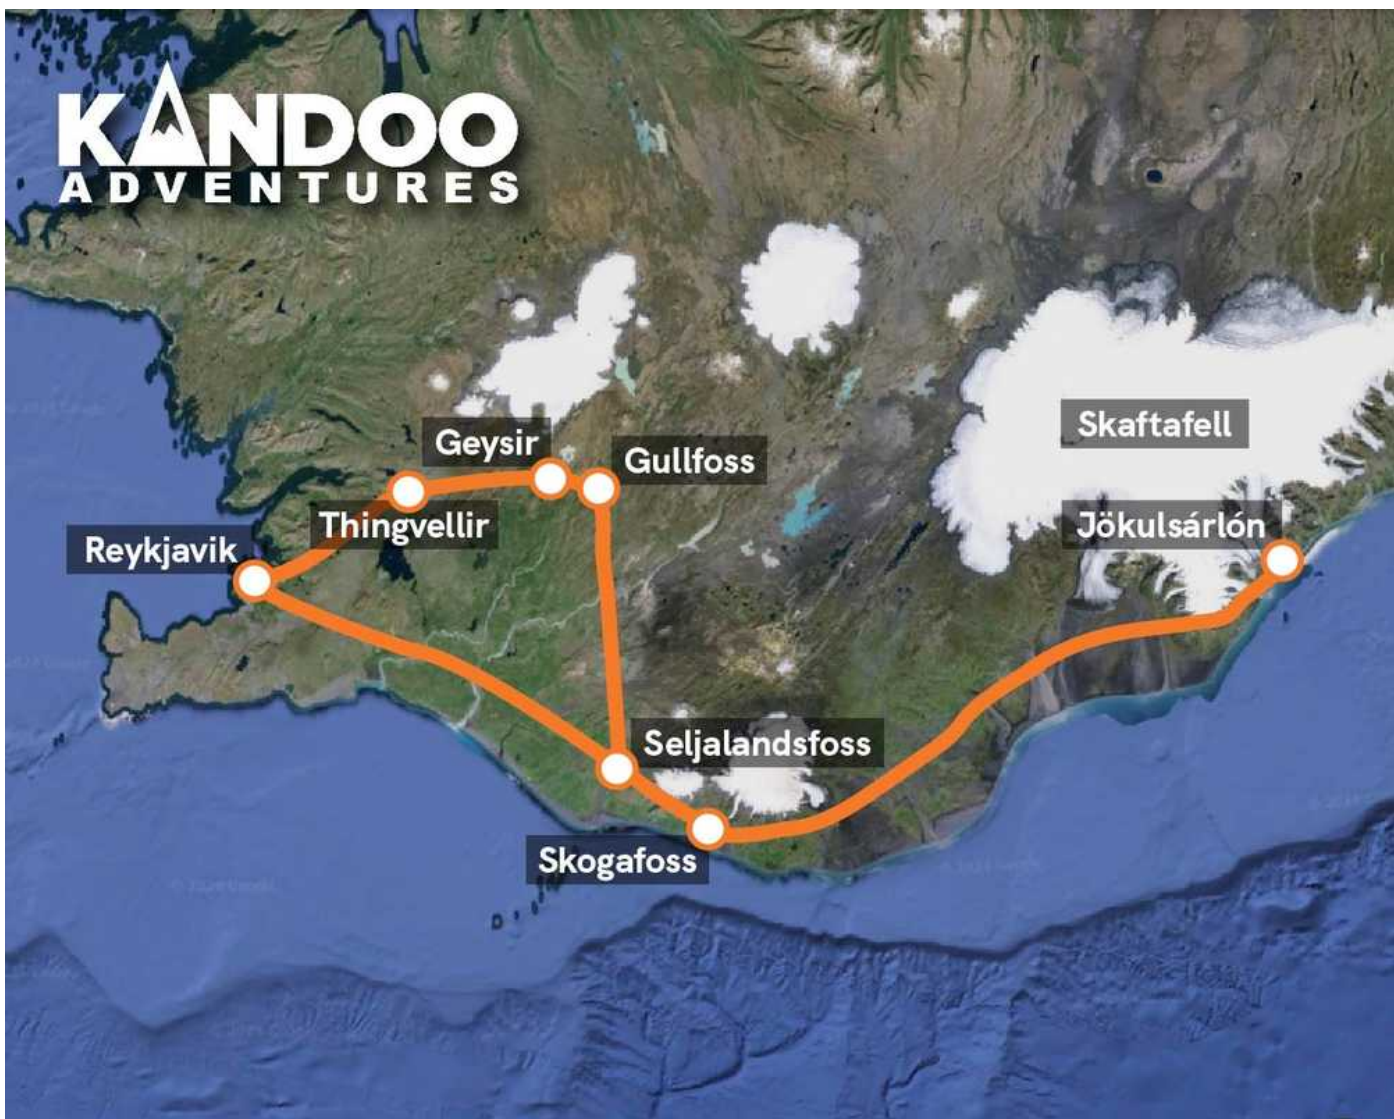 KANDOO
ADVENTURES
Skaftafell
Geysir
Gullfoss
Thingvellir
Jökulsárlón
Reykjavik
Seljalandsfoss
Skogafoss